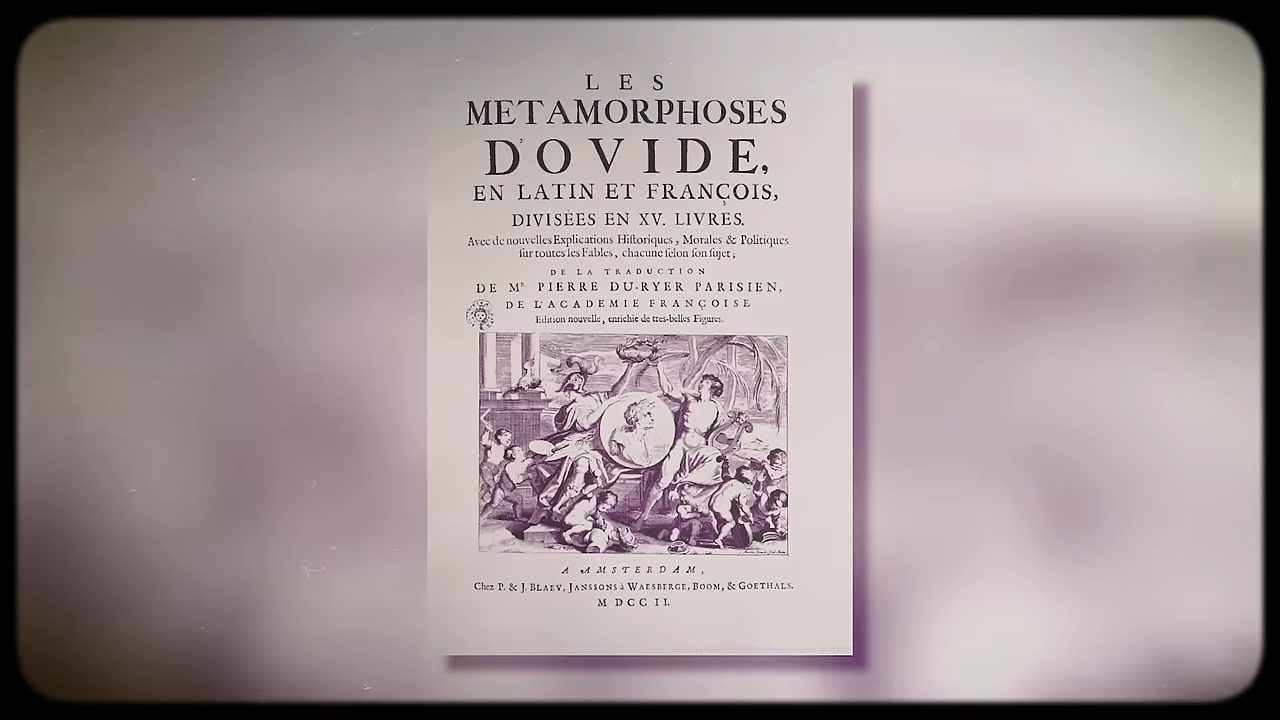 LES
METAMORPHOSES
D'OVIDE,
EN LATIN ET FRANÇOIS,
DIVISÉES EN XV. LIVRES.
Avec de nouvelles Explications Hiſtoriques, Morales & Politiques
ſur toutes les Fables, chacune ſelon ſon ſujet;
DE LA TRADUCTION
DE MR. PIERRE DU-RYER PARISIEN,
DE L'ACADEMIE FRANÇOISE
Edition nouvelle, enrichie de tres-belles Figures.
A AMSTERDAM,
Chez P. & J. BLAEV, JANSSONS à WAESBERGE, BOOM, & GOETHALS.
M DCC II.